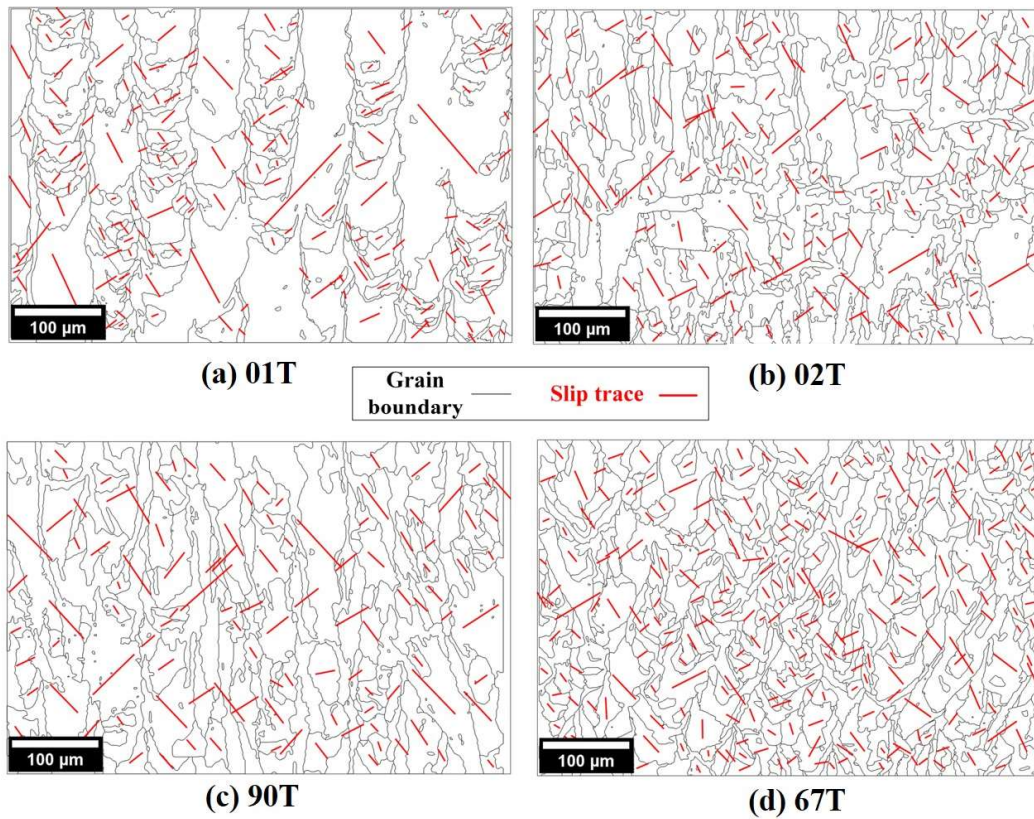 100 µm
100 µm
(a) 01T
(b) 02T
Grain
boundary
Slip trace
100 µm
100 µm
(c) 90T
(d) 67T